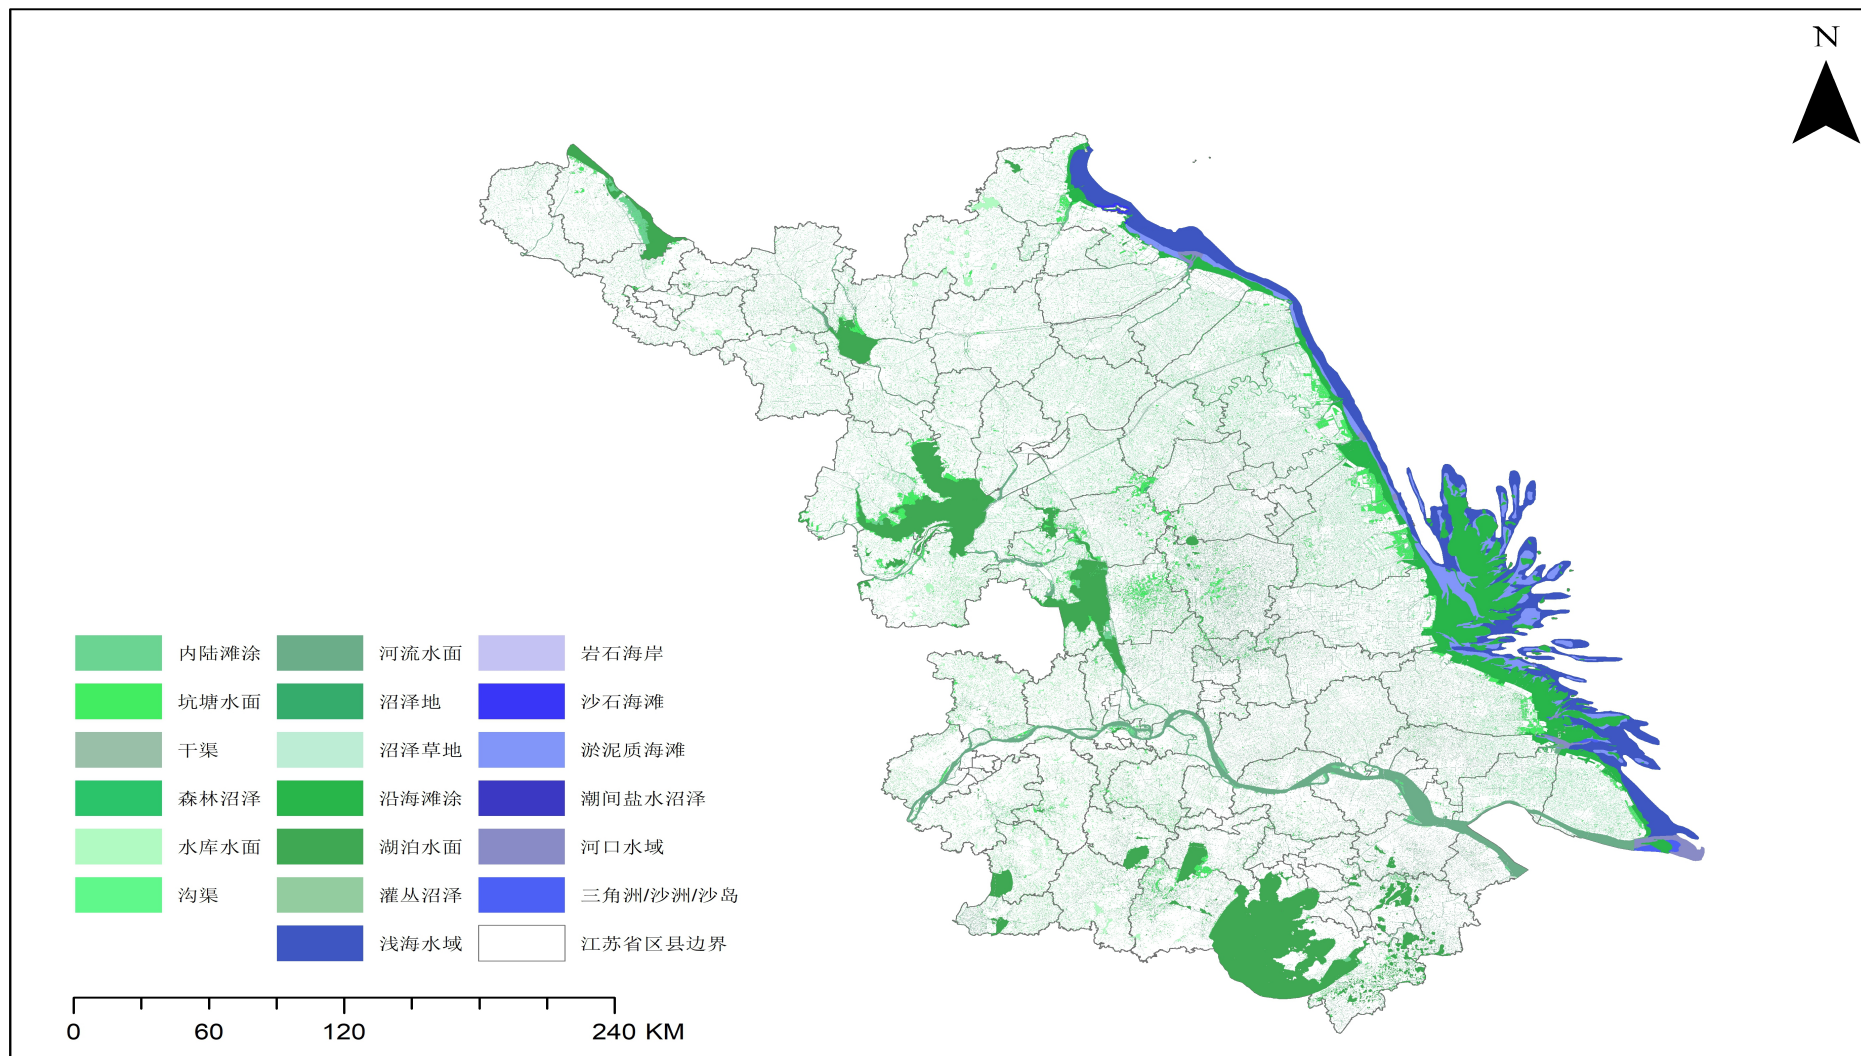 N
内陆滩涂
河流水面
岩石海岸
坑塘水面
沼泽地
沙石海滩
干渠
沼泽草地
淤泥质海滩
森林沼泽
沿海滩涂
潮间盐水沼泽
水库水面
湖泊水面
河口水域
沟渠
灌丛沼泽
三角洲/沙洲/沙岛
浅海水域
江苏省区县边界
0 60 120 240 KM